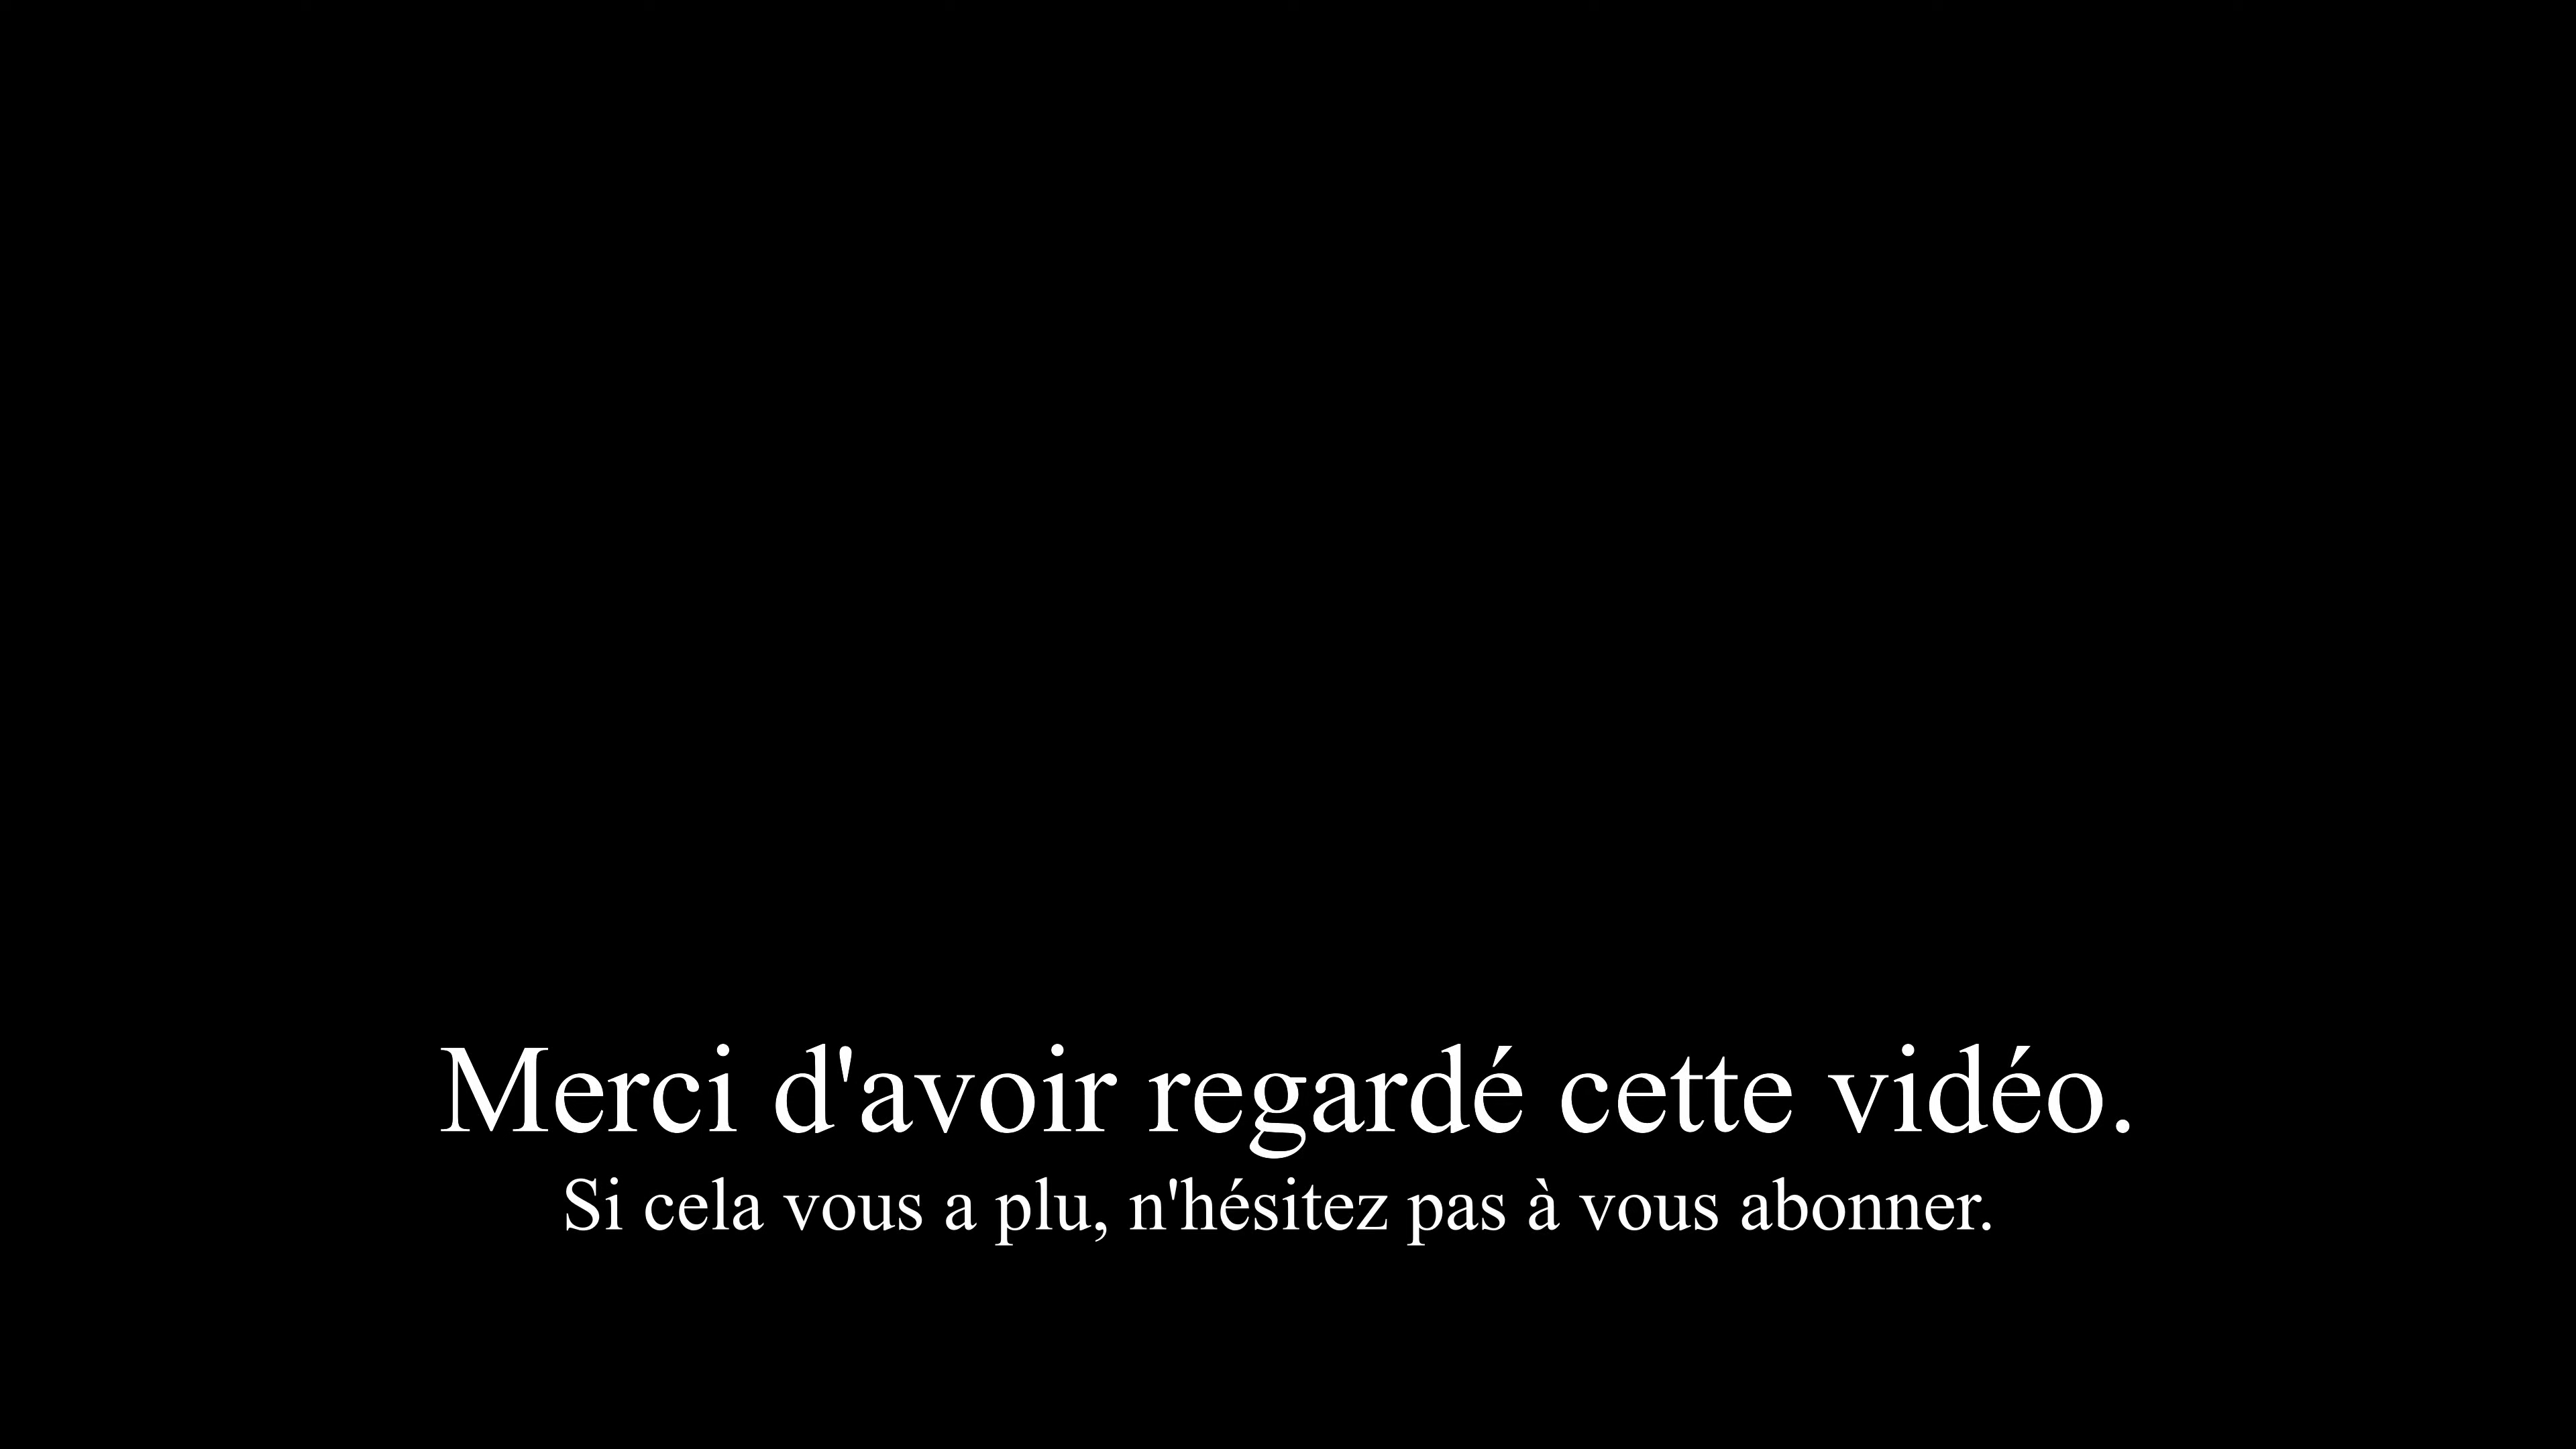 Merci d'avoir regardé cette vidéo.
Si cela vous a plu, n'hésitez pas à vous abonner.